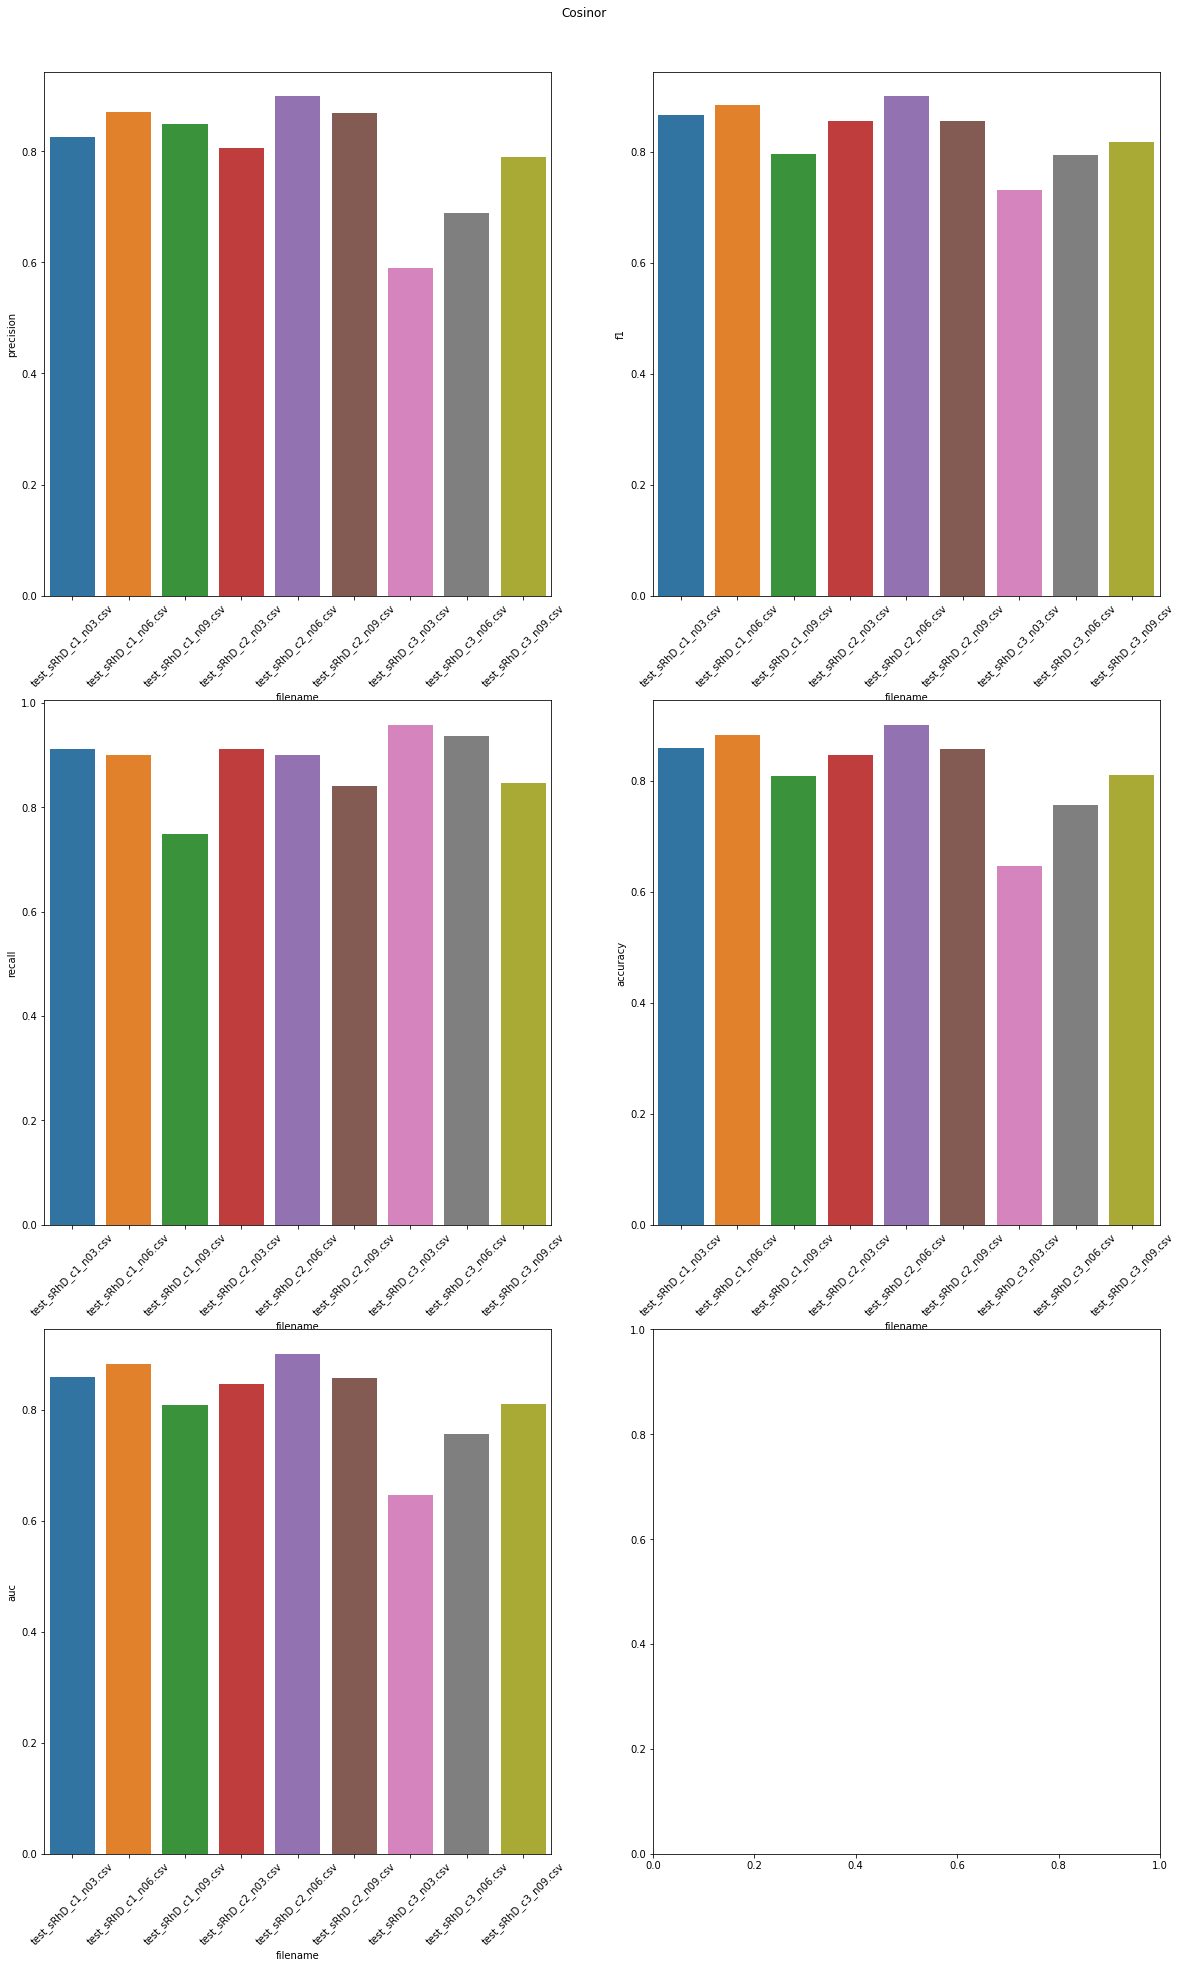 Cosinor
0.8
0.6
0.4
0.2
0.0
precision
test_sRhD_c1_n03.csv
test_sRhD_c1_n06.csv
test_sRhD_c1_n09.csv
test_sRhD_c2_n03.csv
test_sRhD_c2_n06.csv
test_sRhD_c2_n09.csv
test_sRhD_c3_n03.csv
test_sRhD_c3_n06.csv
test_sRhD_c3_n09.csv
filename
0.8
0.6
0.4
0.2
0.0
f1
test_sRhD_c1_n03.csv
test_sRhD_c1_n06.csv
test_sRhD_c1_n09.csv
test_sRhD_c2_n03.csv
test_sRhD_c2_n06.csv
test_sRhD_c2_n09.csv
test_sRhD_c3_n03.csv
test_sRhD_c3_n06.csv
test_sRhD_c3_n09.csv
filename
1.0
0.8
0.6
0.4
0.2
0.0
recall
test_sRhD_c1_n03.csv
test_sRhD_c1_n06.csv
test_sRhD_c1_n09.csv
test_sRhD_c2_n03.csv
test_sRhD_c2_n06.csv
test_sRhD_c2_n09.csv
test_sRhD_c3_n03.csv
test_sRhD_c3_n06.csv
test_sRhD_c3_n09.csv
filename
0.8
0.6
0.4
0.2
0.0
accuracy
test_sRhD_c1_n03.csv
test_sRhD_c1_n06.csv
test_sRhD_c1_n09.csv
test_sRhD_c2_n03.csv
test_sRhD_c2_n06.csv
test_sRhD_c2_n09.csv
test_sRhD_c3_n03.csv
test_sRhD_c3_n06.csv
test_sRhD_c3_n09.csv
filename
0.8
0.6
0.4
0.2
0.0
auc
test_sRhD_c1_n03.csv
test_sRhD_c1_n06.csv
test_sRhD_c1_n09.csv
test_sRhD_c2_n03.csv
test_sRhD_c2_n06.csv
test_sRhD_c2_n09.csv
test_sRhD_c3_n03.csv
test_sRhD_c3_n06.csv
test_sRhD_c3_n09.csv
filename
1.0
0.8
0.6
0.4
0.2
0.0
0.0 0.2 0.4 0.6 0.8 1.0